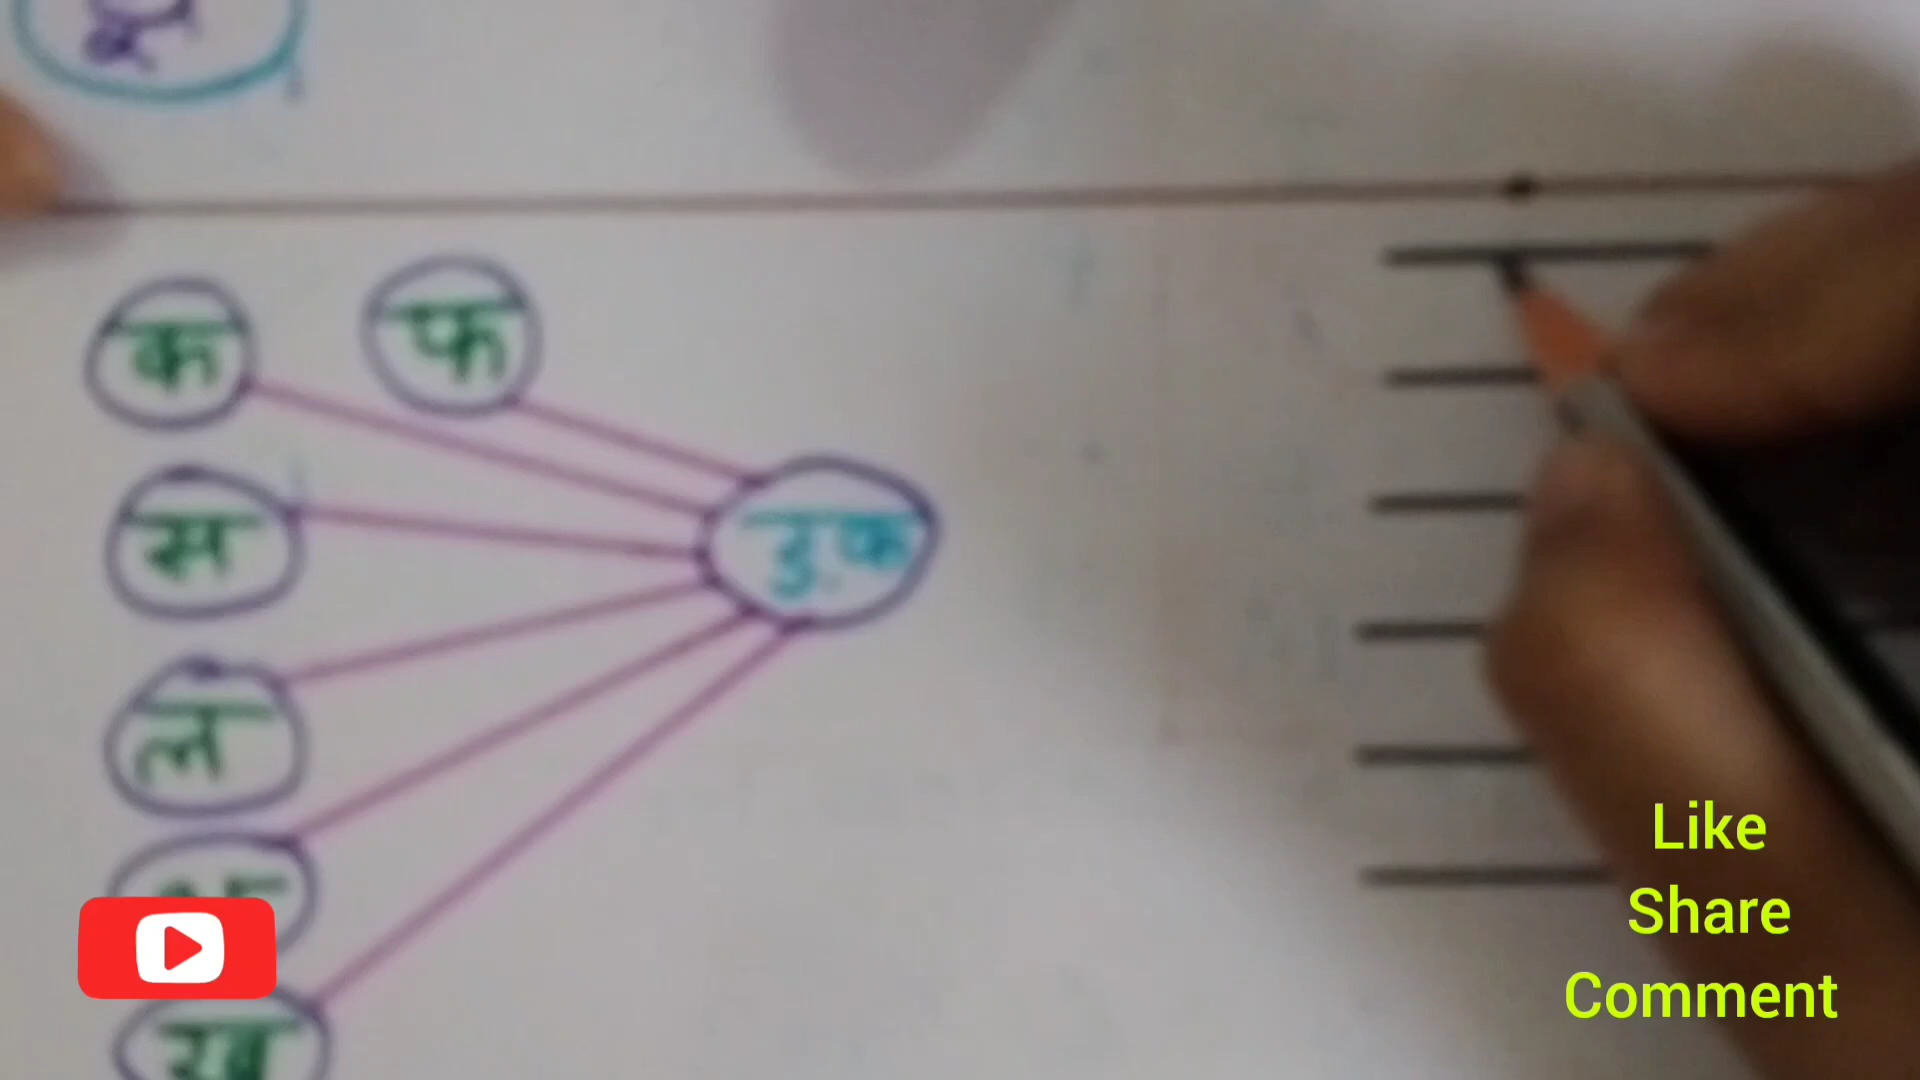 क फ
स
ड़क
ल
ख
Like
Share
Comment